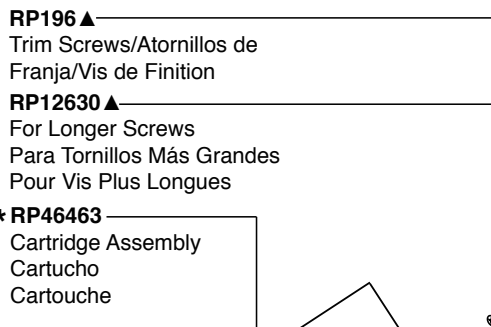 RP196▲
Trim Screws/Atornillos de
Franja/Vis de Finition
RP12630▲
For Longer Screws
Para Tornillos Más Grandes
Pour Vis Plus Longues
*RP46463
Cartridge Assembly
Cartucho
Cartouche